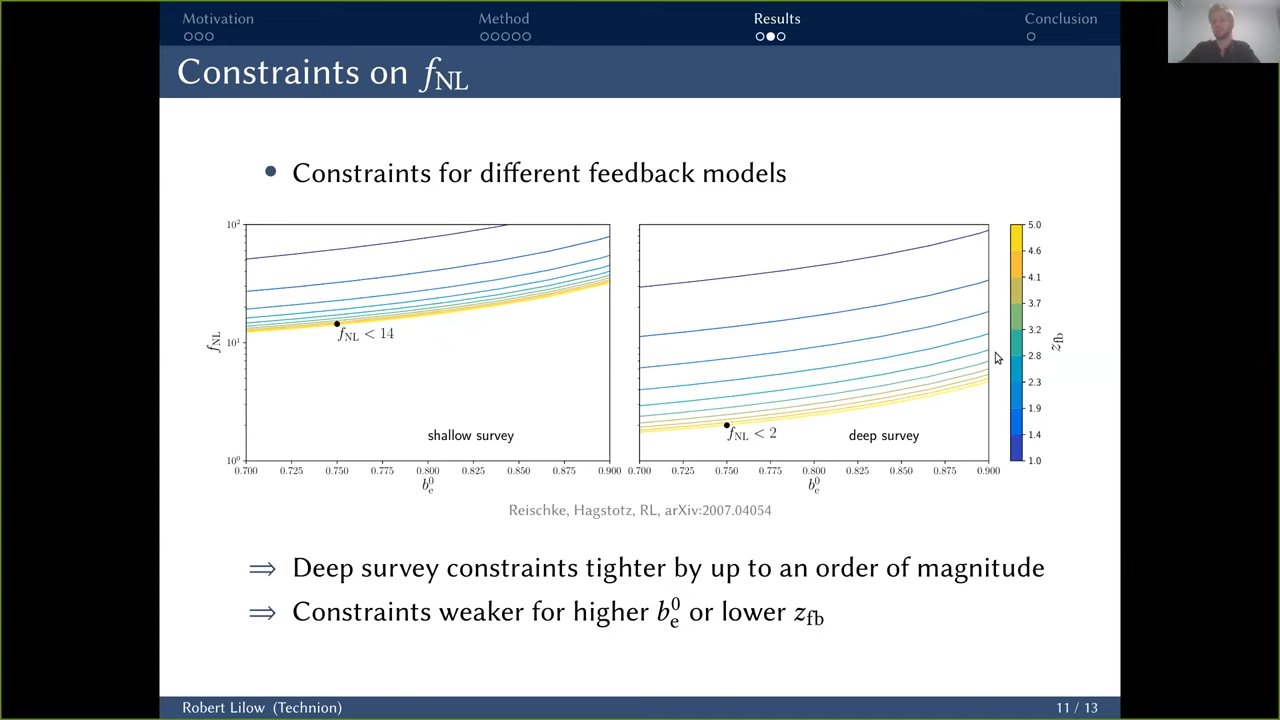 Motivation Method Results Conclusion
Constraints on fNL
• Constraints for different feedback models
10² 5.0
4.6
4.1
3.7
fNL < 14 3.2
fNL 10¹ zfb
2.8
2.3
1.9
shallow survey fNL < 2 deep survey
1.4
10⁰ 1.0
0.700 0.725 0.750 0.775 0.800 0.825 0.850 0.875 0.900 0.700 0.725 0.750 0.775 0.800 0.825 0.850 0.875 0.900
b⁰e b⁰e
Reischke, Hagstotz, RL, arXiv:2007.04054
⇒ Deep survey constraints tighter by up to an order of magnitude
⇒ Constraints weaker for higher b⁰e or lower zfb
Robert Lilow (Technion) 11 / 13